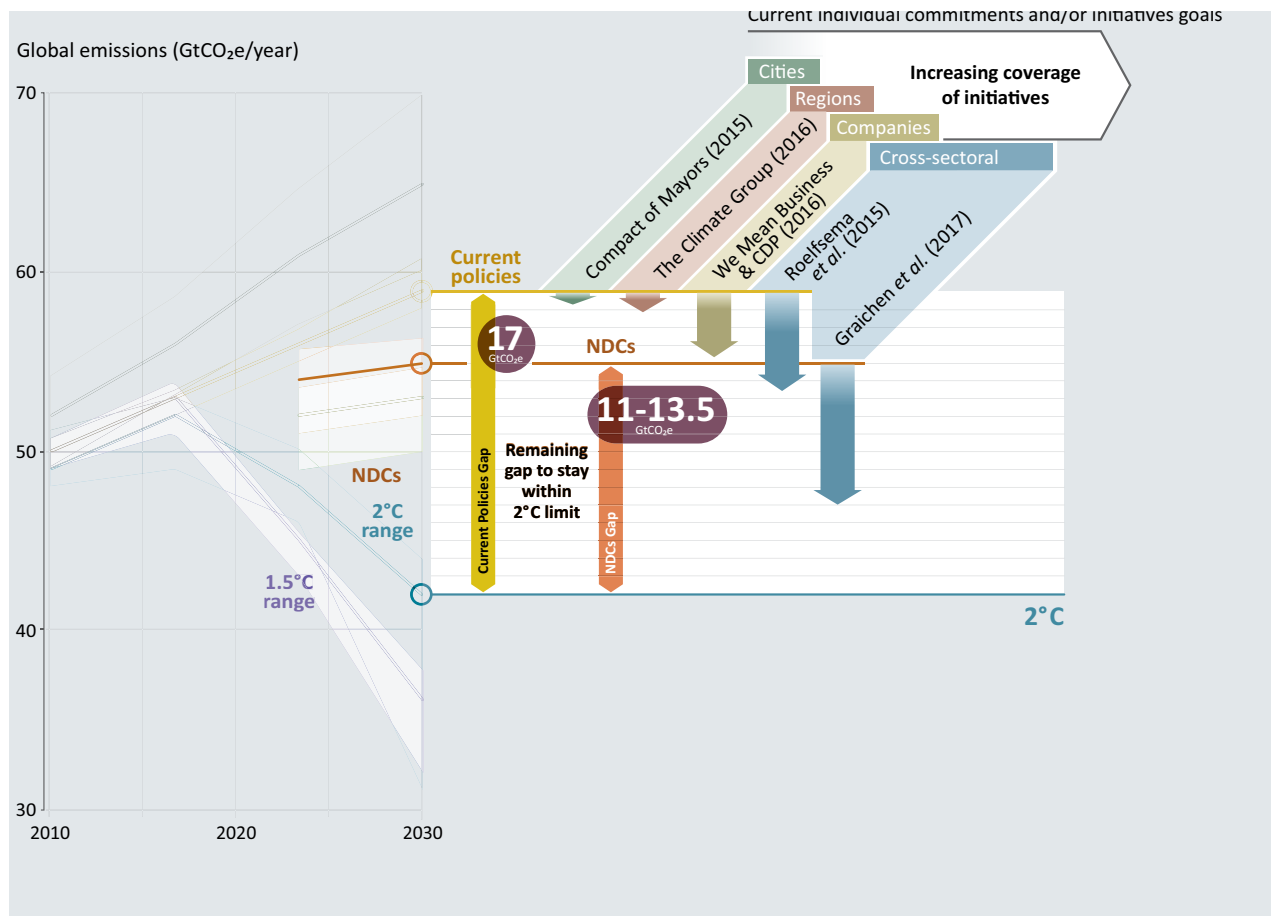 Current individual commitments and/or initiatives goals
Global emissions (GtCO₂e/year)
Increasing coverage
of initiatives
Cities
Regions
Companies
Cross-sectoral
Compact of Mayors (2015)
The Climate Group (2016)
We Mean Business
& CDP (2016)
Roelfsema
et al. (2015)
Graichen et al. (2017)
70
60
50
40
30
2010
2020
2030
Current
policies
17
GtCO₂e
NDCs
11-13.5
GtCO₂e
Current Policies Gap
Remaining
gap to stay
within
2°C limit
NDCs Gap
NDCs
2°C
range
1.5°C
range
2°C